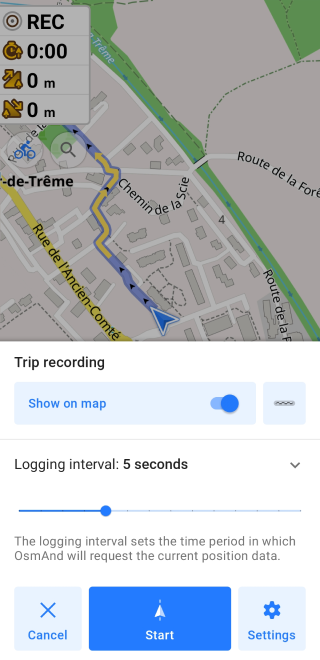 REC
Trême
0:00
0 m
0 m
-de-Trême
Chemin de la Scie
Route de la Forê
4
Rue de l'Ancien-Comté
Route de la F
Trip recording
Show on map
Logging interval: 5 seconds
The logging interval sets the time period in which
OsmAnd will request the current position data.
Cancel
Start
Settings